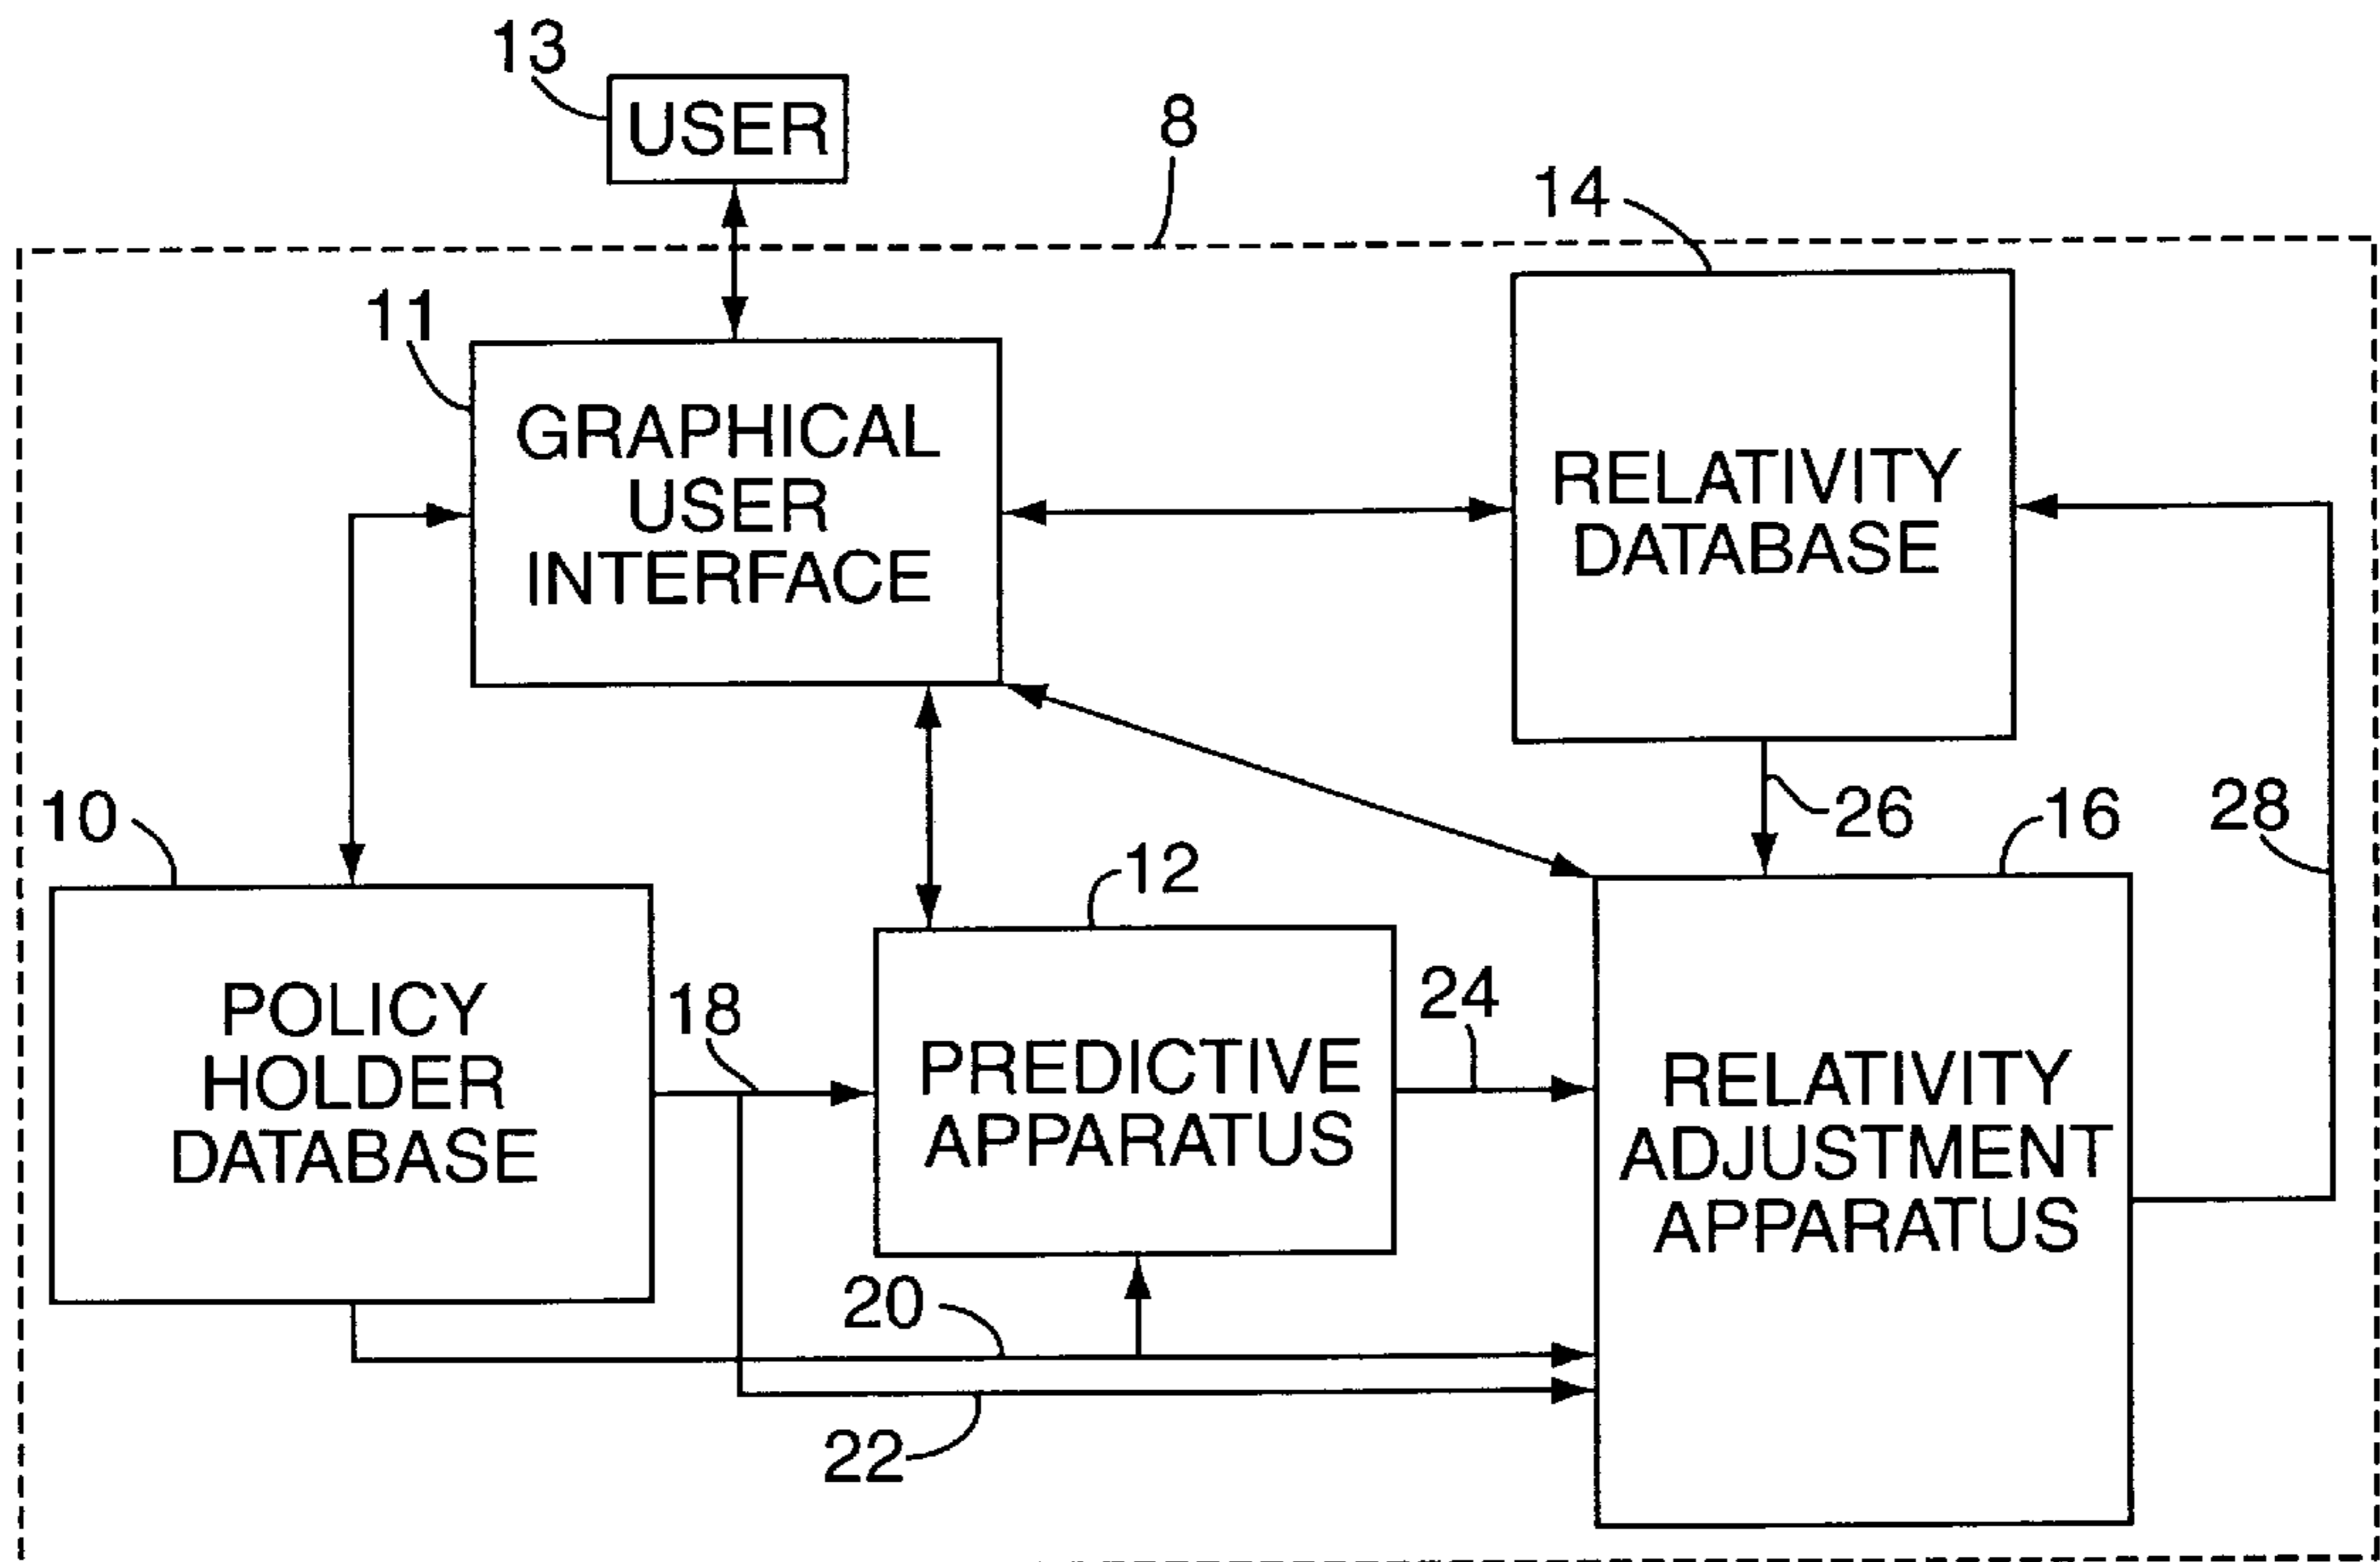 13
USER
8
14
11
GRAPHICAL
USER
INTERFACE
RELATIVITY
DATABASE
10
12
26
16
28
POLICY
HOLDER
DATABASE
18
PREDICTIVE
APPARATUS
24
RELATIVITY
ADJUSTMENT
APPARATUS
20
22